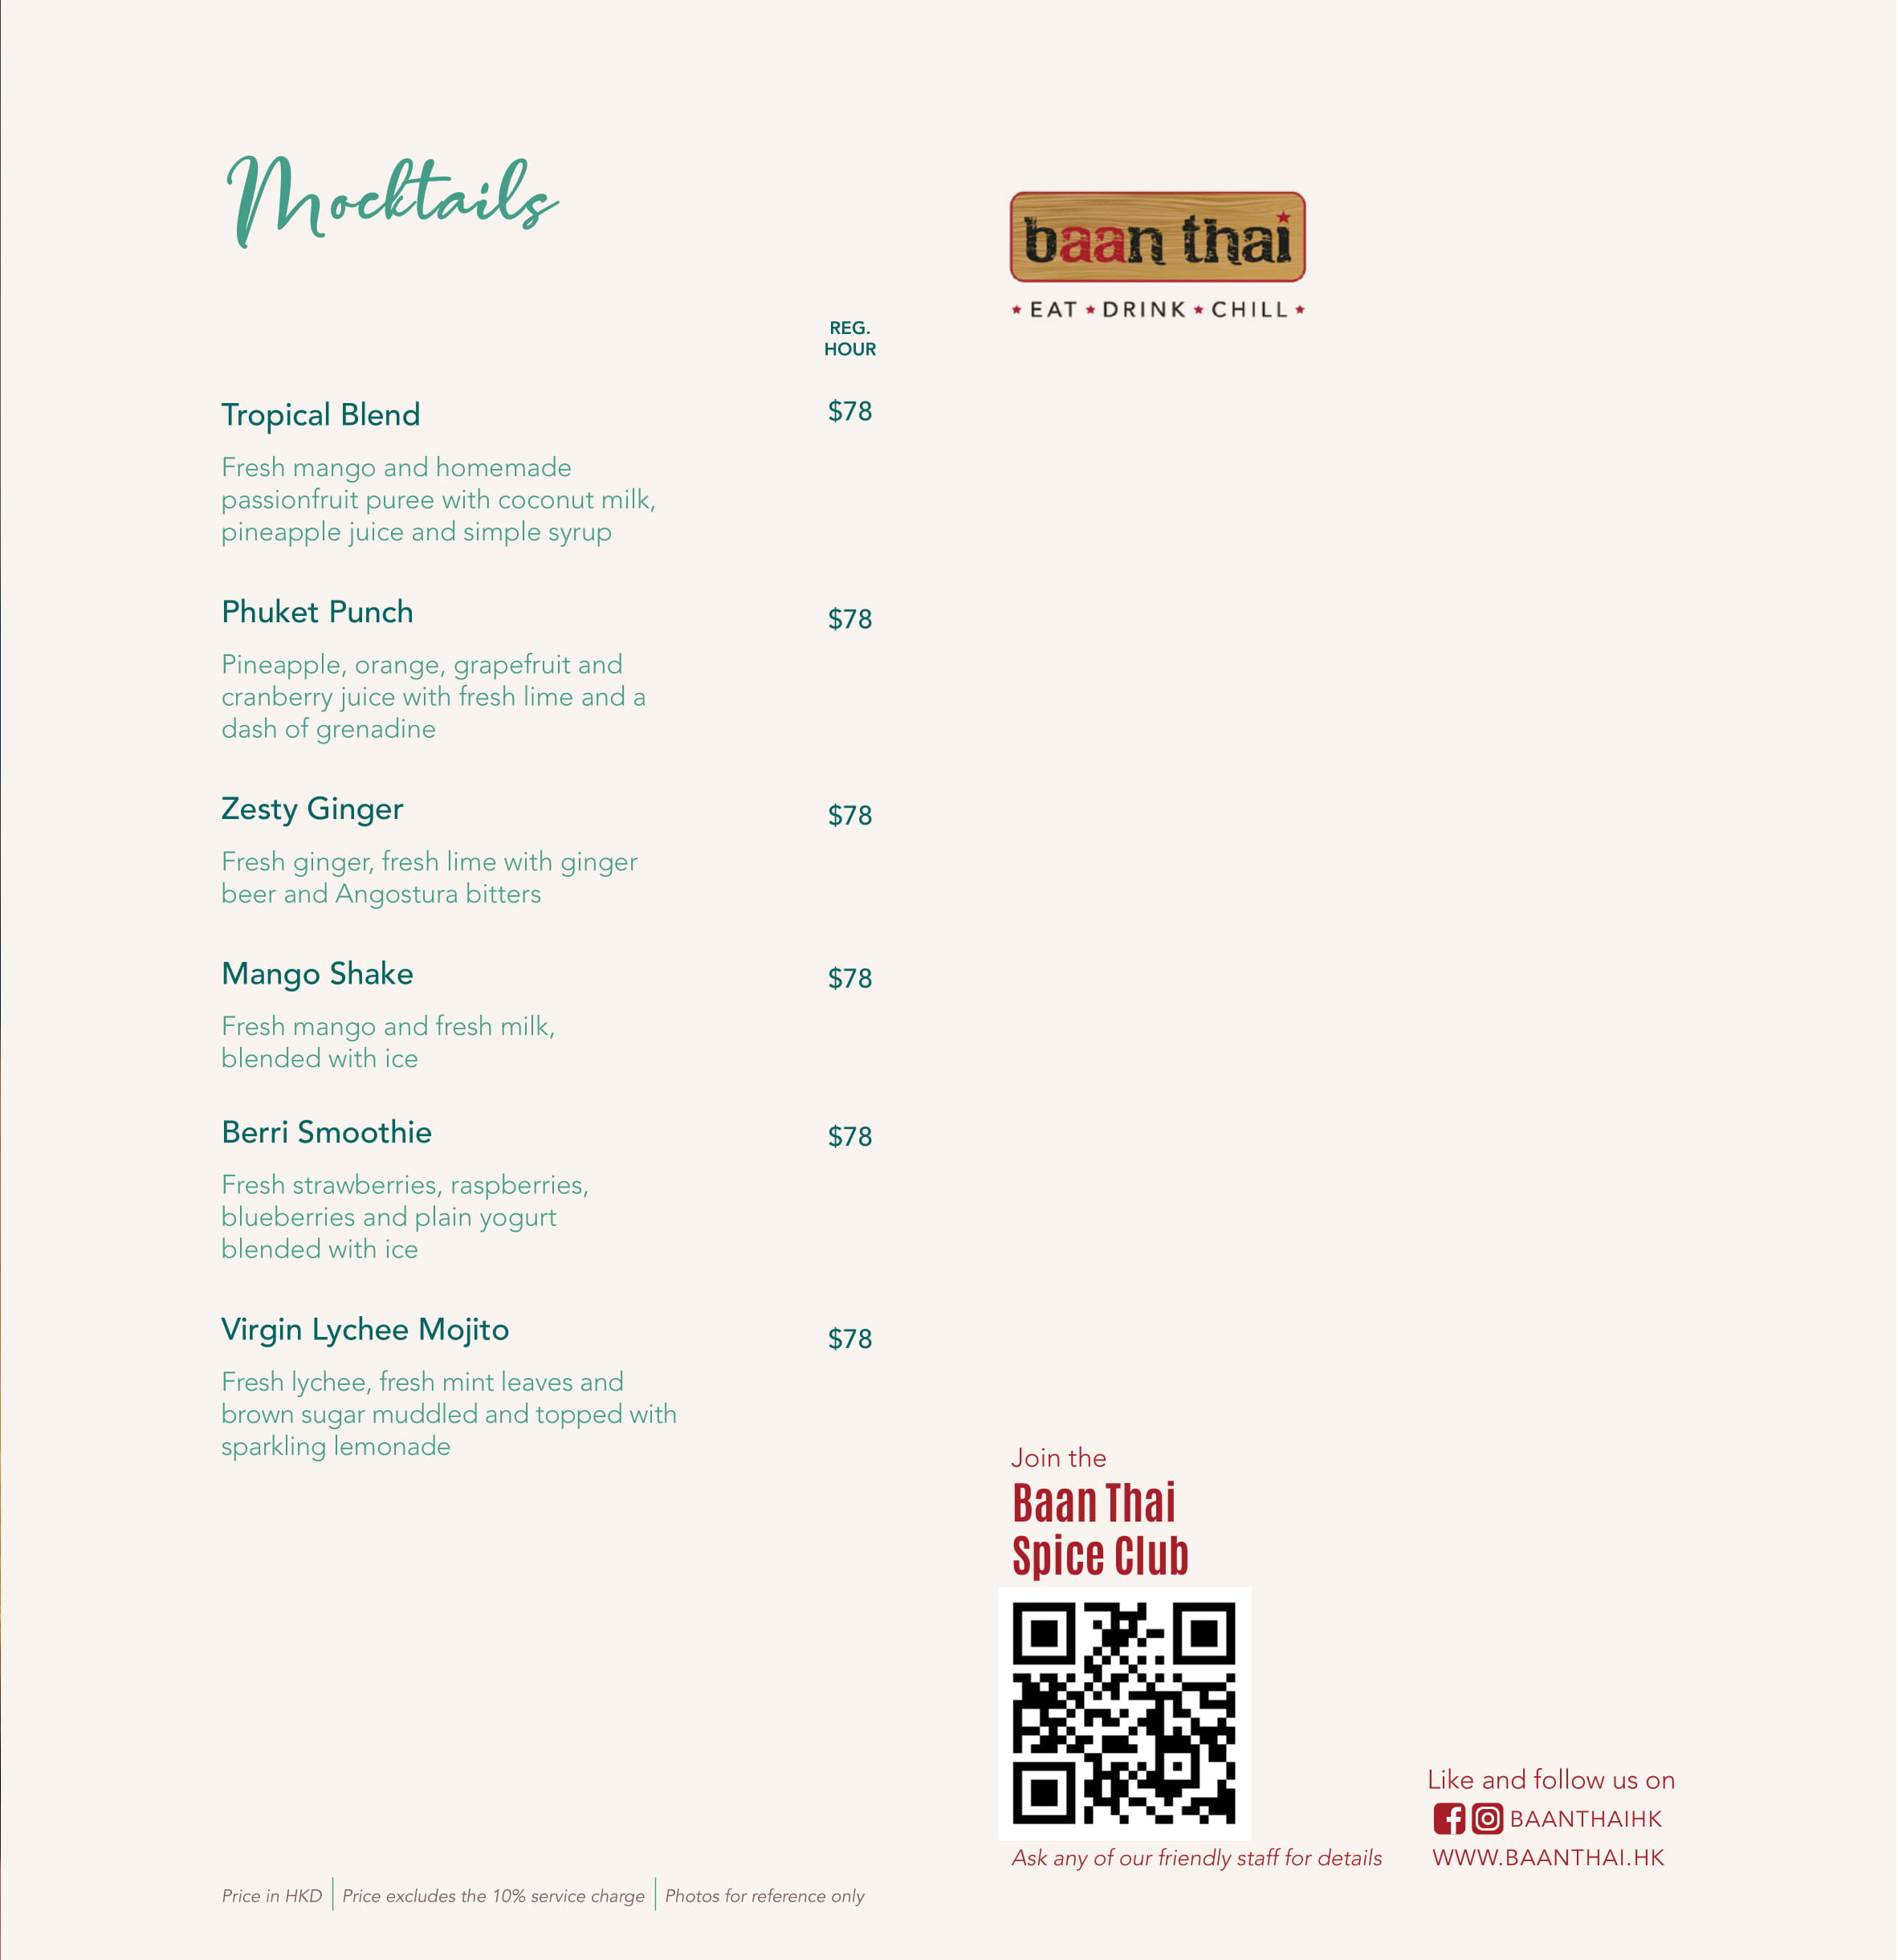 Mocktails
REG.
HOUR
Tropical Blend $78
Fresh mango and homemade
passionfruit puree with coconut milk,
pineapple juice and simple syrup
Phuket Punch $78
Pineapple, orange, grapefruit and
cranberry juice with fresh lime and a
dash of grenadine
Zesty Ginger $78
Fresh ginger, fresh lime with ginger
beer and Angostura bitters
Mango Shake $78
Fresh mango and fresh milk,
blended with ice
Berri Smoothie $78
Fresh strawberries, raspberries,
blueberries and plain yogurt
blended with ice
Virgin Lychee Mojito $78
Fresh lychee, fresh mint leaves and
brown sugar muddled and topped with
sparkling lemonade
Price in HKD | Price excludes the 10% service charge | Photos for reference only
baan thai
EAT DRINK CHILL
Join the
Baan Thai
Spice Club
Ask any of our friendly staff for details
Like and follow us on
BAANTHAIHK
WWW.BAANTHAI.HK